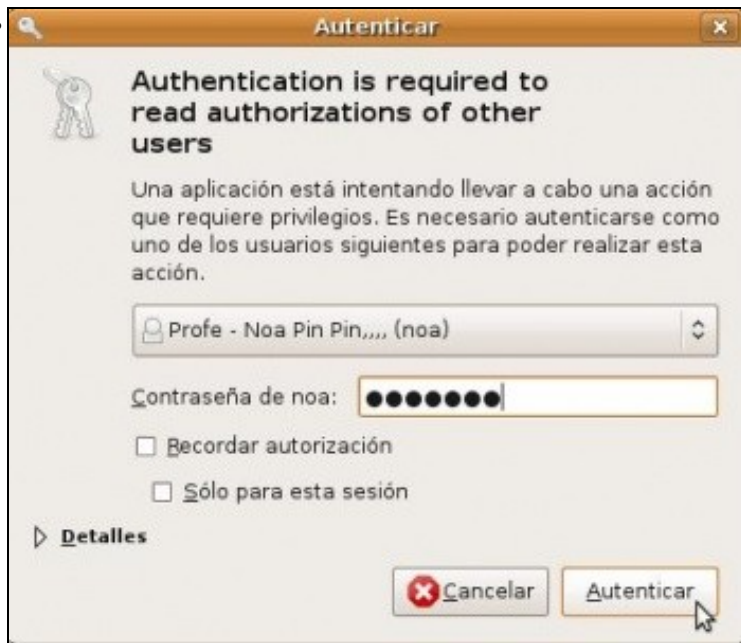 Autenticar
Authentication is required to
read authorizations of other
users
Una aplicación está intentando llevar a cabo una acción
que requiere privilegios. Es necesario autenticarse como
uno de los usuarios siguientes para poder realizar esta
acción.
Profe - Noa Pin Pin,,,, (noa)
Contraseña de noa: ●●●●●●●
Recordar autorización
Sólo para esta sesión
Detalles
Cancelar Autenticar